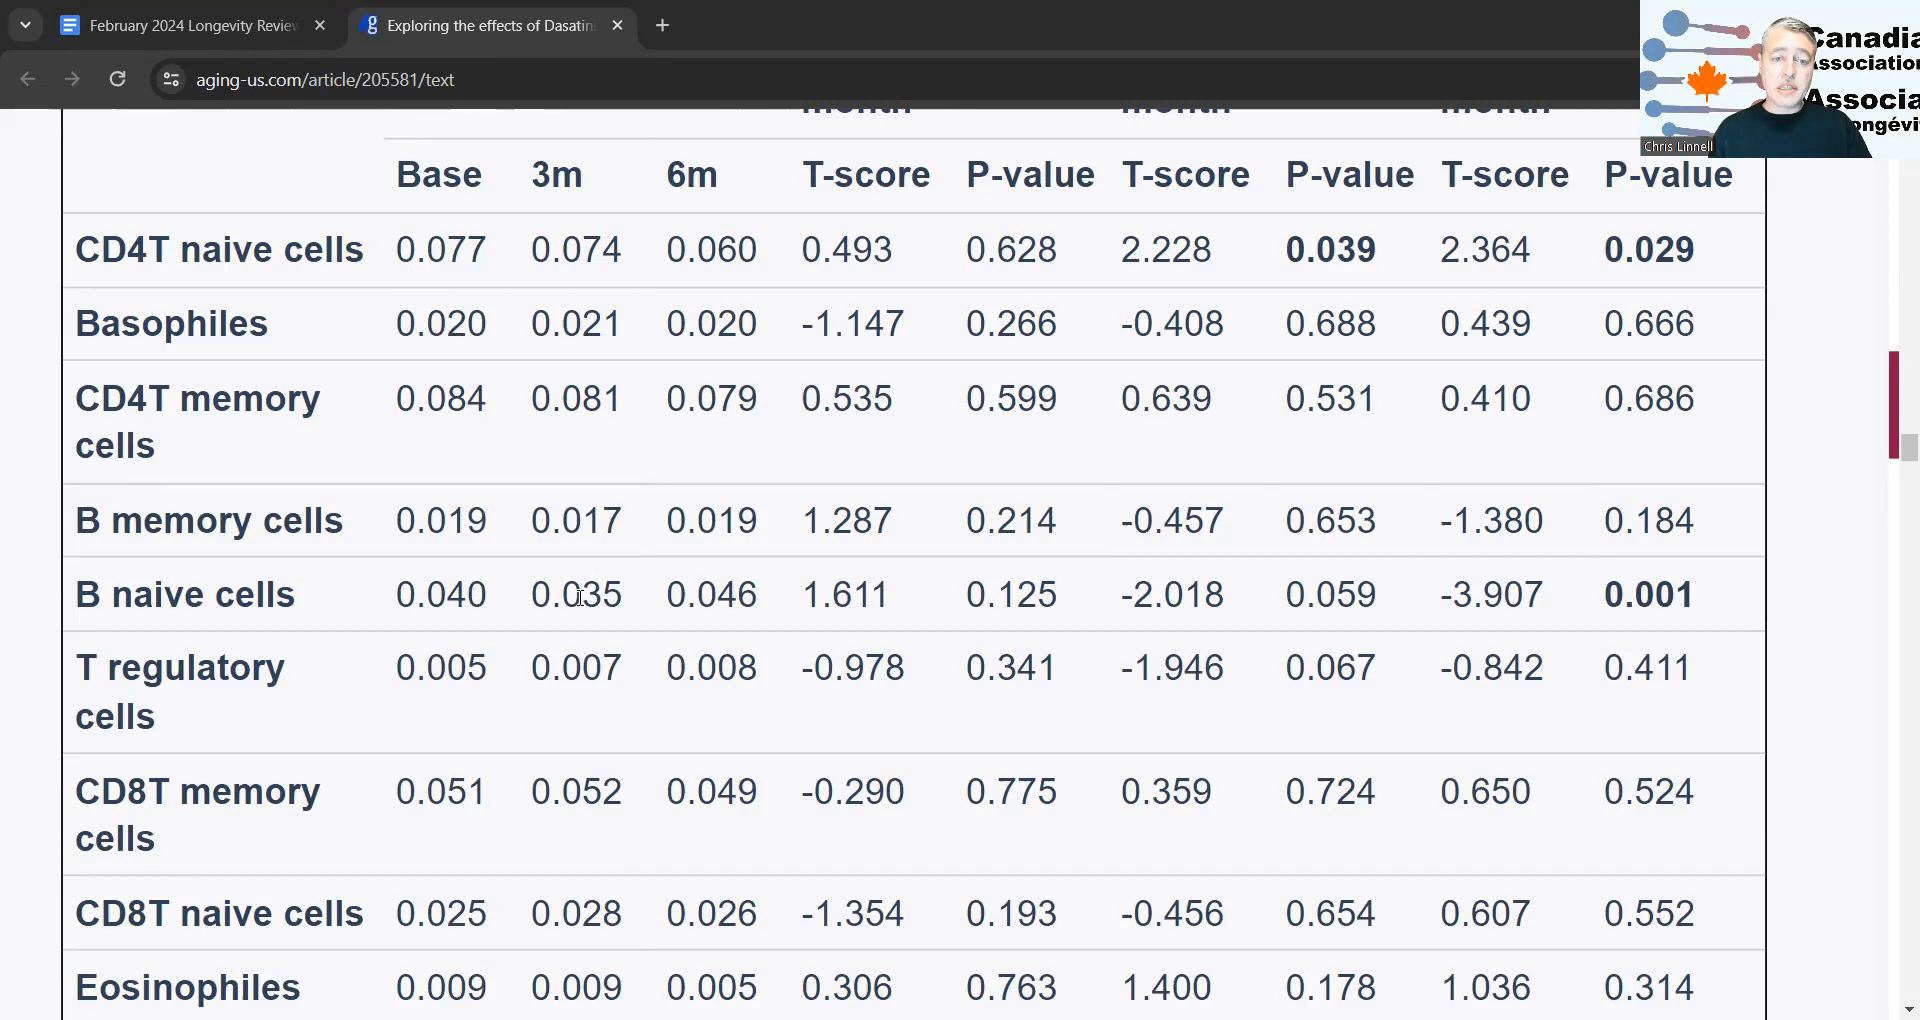 February 2024 Longevity Review
Exploring the effects of Dasatini
aging-us.com/article/205581/text
Canadia
Association
Associa
ongévi
Chris Linnell
month month month
Base 3m 6m T-score P-value T-score P-value T-score P-value
CD4T naive cells 0.077 0.074 0.060 0.493 0.628 2.228 0.039 2.364 0.029
Basophiles 0.020 0.021 0.020 -1.147 0.266 -0.408 0.688 0.439 0.666
CD4T memory 0.084 0.081 0.079 0.535 0.599 0.639 0.531 0.410 0.686
cells
B memory cells 0.019 0.017 0.019 1.287 0.214 -0.457 0.653 -1.380 0.184
B naive cells 0.040 0.035 0.046 1.611 0.125 -2.018 0.059 -3.907 0.001
T regulatory 0.005 0.007 0.008 -0.978 0.341 -1.946 0.067 -0.842 0.411
cells
CD8T memory 0.051 0.052 0.049 -0.290 0.775 0.359 0.724 0.650 0.524
cells
CD8T naive cells 0.025 0.028 0.026 -1.354 0.193 -0.456 0.654 0.607 0.552
Eosinophiles 0.009 0.009 0.005 0.306 0.763 1.400 0.178 1.036 0.314